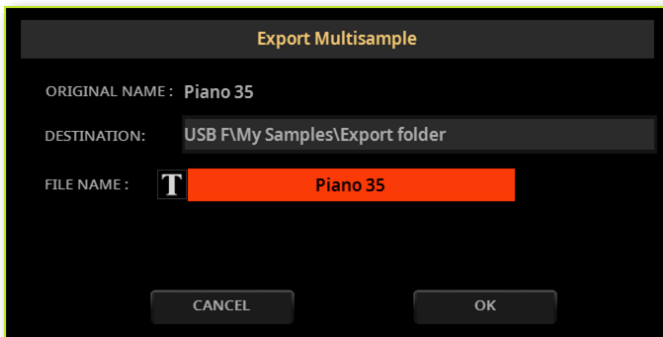 Export Multisample
ORIGINAL NAME : Piano 35
DESTINATION: USB F\My Samples\Export folder
FILE NAME : T Piano 35
CANCEL OK